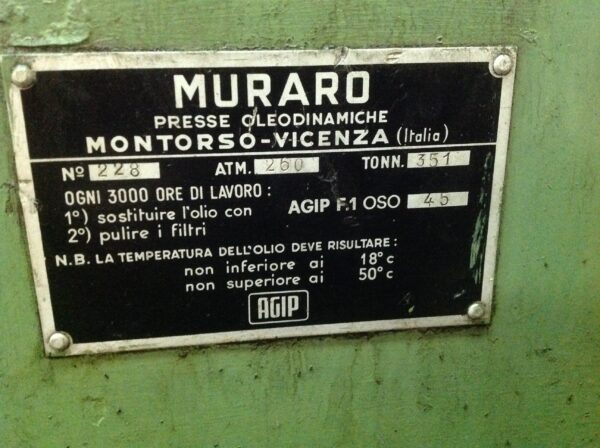 MURARO
PRESSE OLEODINAMICHE
MONTORSO-VICENZA (Italia)
Nº 228 ATM. 260 TONN. 351
OGNI 3000 ORE DI LAVORO :
1º) sostituire l'olio con AGIP F.1 OSO 45
2º) pulire i filtri
N.B. LA TEMPERATURA DELL'OLIO DEVE RISULTARE :
non inferiore ai 18°c
non superiore ai 50°c
AGIP